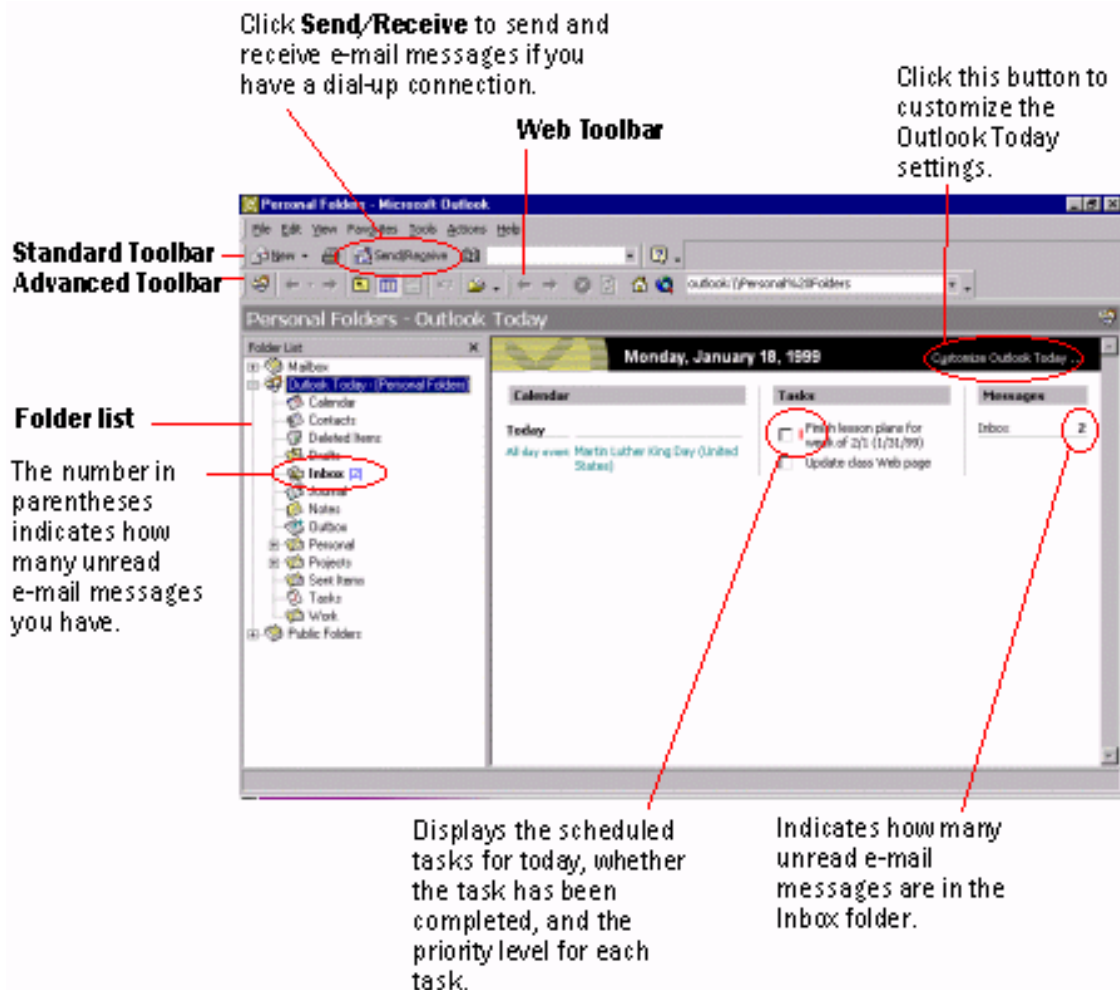 Click Send/Receive to send and
receive e-mail messages if you
have a dial-up connection.
Click this button to
customize the
Outlook Today
settings.
Web Toolbar
Personal Folders - Microsoft Outlook
File Edit View Favorites Tools Actions Help
Standard Toolbar
New Send/Receive
Advanced Toolbar
outlook:\\Personal%20Folders
Personal Folders - Outlook Today
Folder List
Mailbox
Outlook Today - [Personal Folders]
Calendar
Contacts
Deleted Items
Drafts
Inbox [2]
Journal
Notes
Outbox
Personal
Projects
Sent Items
Tasks
Work
Public Folders
Monday, January 18, 1999
Customize Outlook Today ...
Calendar
Today
All day event Martin Luther King Day (United
States)
Tasks
Finish lesson plans for
week of 2/1 (1/31/99)
Update class Web page
Messages
Inbox 2
Folder list
The number in
parentheses
indicates how
many unread
e-mail messages
you have.
Displays the scheduled
tasks for today, whether
the task has been
completed, and the
priority level for each
task.
Indicates how many
unread e-mail
messages are in the
Inbox folder.